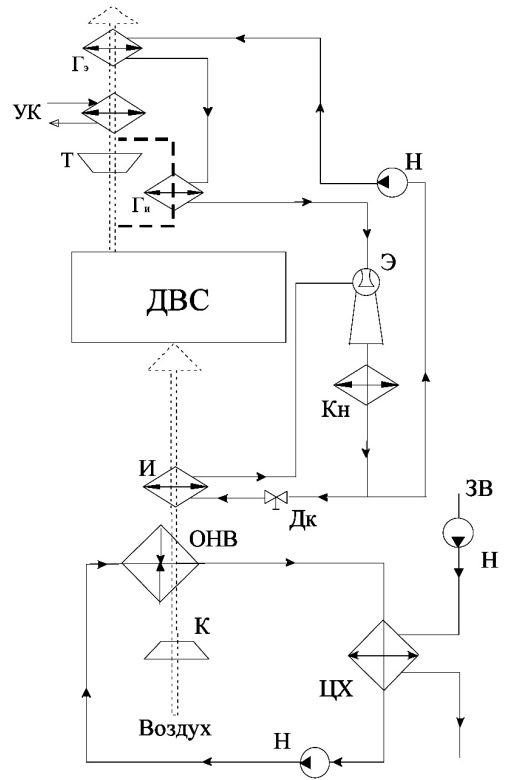 Гэ
УК
Т
Н
Ги
Э
ДВС
Кн
И
Дк
ЗВ
ОНВ
Н
К
ЦХ
Воздух
Н